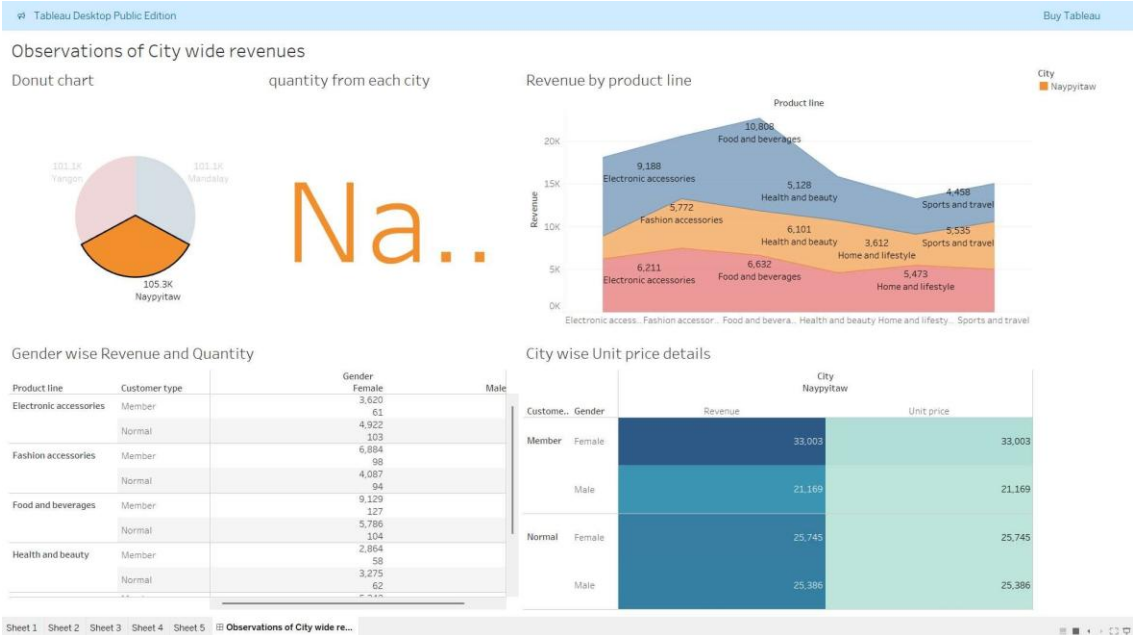 Tableau Desktop Public Edition
Buy Tableau
Observations of City wide revenues
Donut chart
101.1K
Yangon
101.1K
Mandalay
105.3K
Naypyitaw
quantity from each city
Na..
Revenue by product line
Product line
Revenue
20K
15K
10K
5K
0K
9,188
Electronic accessories
10,808
Food and beverages
5,128
Health and beauty
4,458
Sports and travel
5,772
Fashion accessories
6,101
Health and beauty
3,612
Home and lifestyle
5,535
Sports and travel
6,211
Electronic accessories
6,632
Food and beverages
5,473
Home and lifestyle
Electronic access.. Fashion accessor.. Food and bevera.. Health and beauty Home and lifesty.. Sports and travel
City
Naypyitaw
Gender wise Revenue and Quantity
Gender
Product line Customer type Female Male
Electronic accessories Member 3,620
61
Normal 4,922
103
Fashion accessories Member 6,884
98
Normal 4,087
94
Food and beverages Member 9,129
127
Normal 5,786
104
Health and beauty Member 2,864
58
Normal 3,275
62
City wise Unit price details
City
Naypyitaw
Custome.. Gender Revenue Unit price
Member Female 33,003 33,003
Male 21,169 21,169
Normal Female 25,745 25,745
Male 25,386 25,386
Sheet 1 Sheet 2 Sheet 3 Sheet 4 Sheet 5 Observations of City wide re...